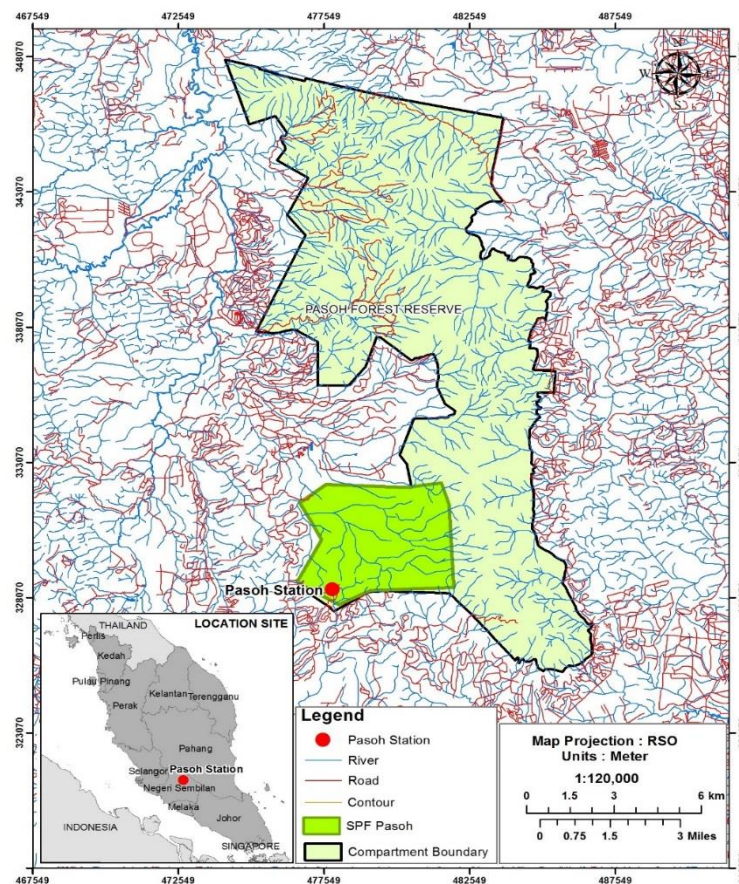 467549 472549 477549 482549 487549
348070
N
W E
S
343070
338070
PASOH FOREST RESERVE
333070
328070
Pasoh Station
323070
LOCATION SITE
THAILAND
Perlis
Kedah
Pulau Pinang
Kelantan
Terengganu
Perak
Pahang
Pasoh Station
Selangor
Negeri Sembilan
Melaka
Johor
INDONESIA
SINGAPORE
Legend
Pasoh Station
River
Road
Contour
SPF Pasoh
Compartment Boundary
Map Projection : RSO
Units : Meter
1:120,000
0 1.5 3 6 km
0 0.75 1.5 3 Miles
467549 472549 477549 482549 487549